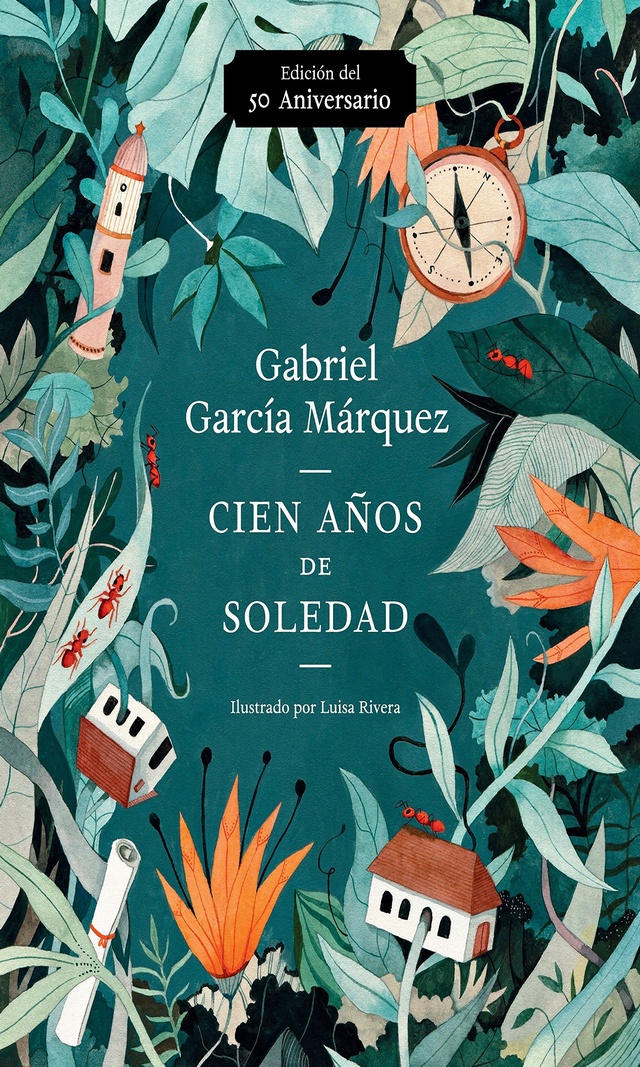 Edición del
50 Aniversario
N
E
S
Gabriel
García Márquez
CIEN AÑOS
DE
SOLEDAD
Ilustrado por Luisa Rivera